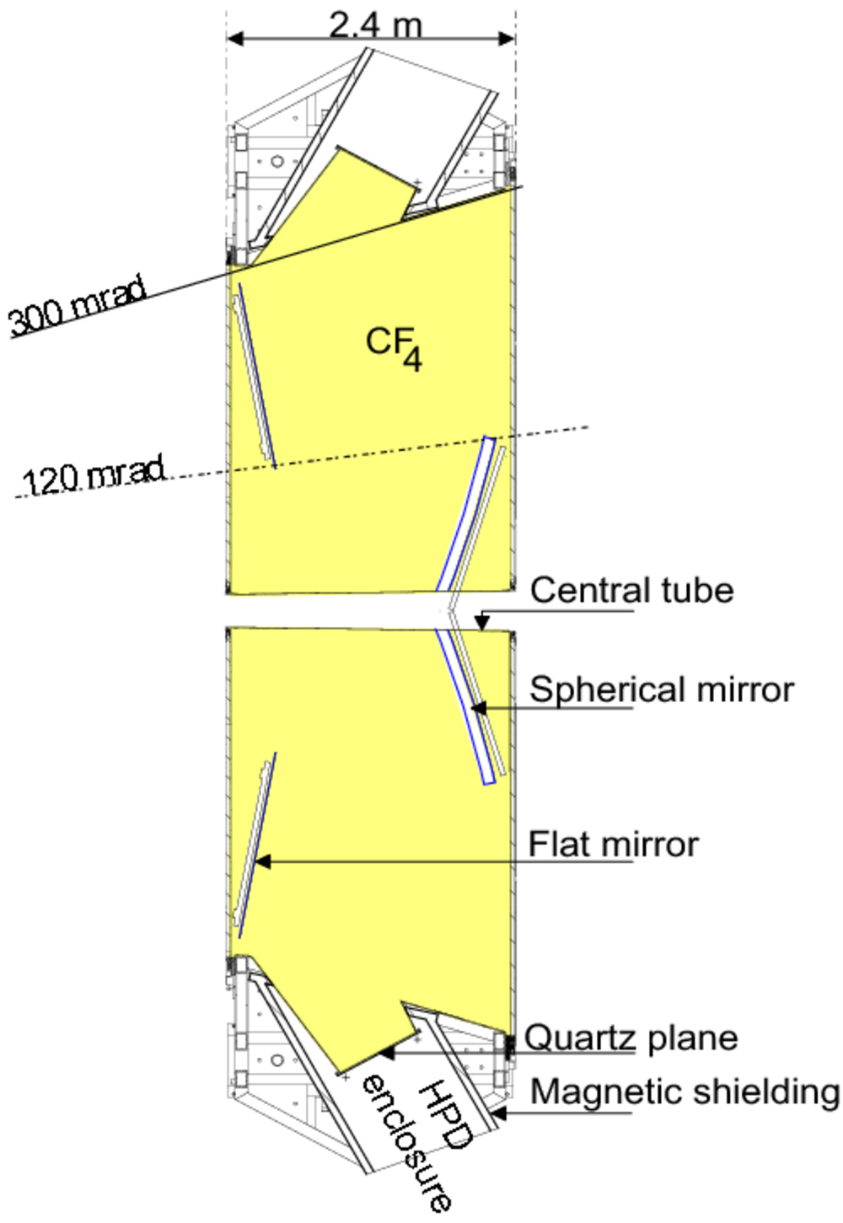 2.4 m
300 mrad
CF4
120 mrad
Central tube
Spherical mirror
Flat mirror
Quartz plane
Magnetic shielding
HPD
enclosure